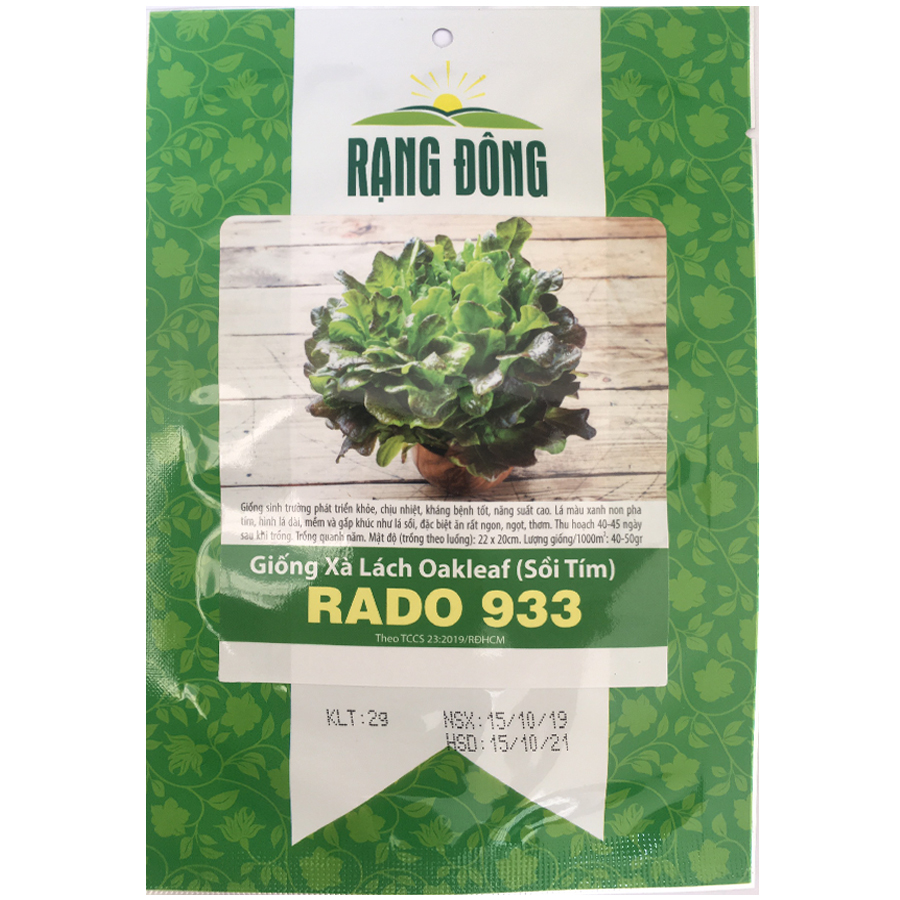 RẠNG ĐÔNG
Giống sinh trưởng phát triển khỏe, chịu nhiệt, kháng bệnh tốt, năng suất cao. Lá màu xanh non pha
tím, hình lá dài, mềm và gấp khúc như lá sồi, đặc biệt ăn rất ngon, ngọt, thơm. Thu hoạch 40-45 ngày
sau khi trồng. Trồng quanh năm. Mật độ (trồng theo luống): 22 x 20cm. Lượng giống/1000m²: 40-50gr
Giống Xà Lách Oakleaf (Sồi Tím)
RADO 933
Theo TCCS 23:2019/RĐHCM
KLT:2g NSX:15/10/19
HSD:15/10/21